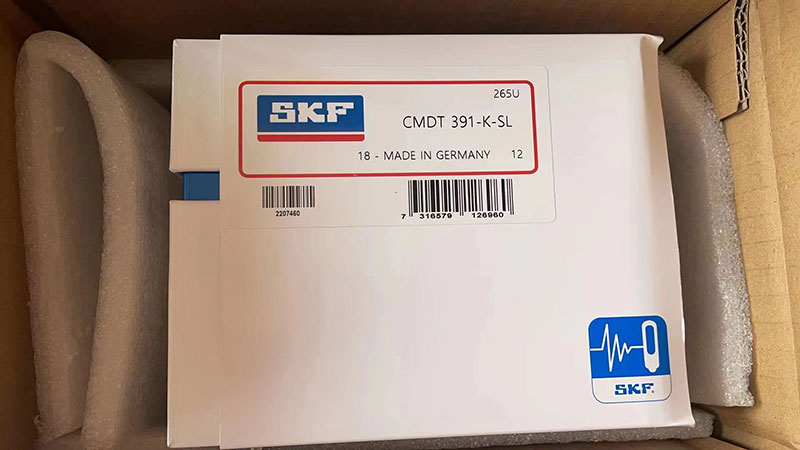 265U
SKF
CMDT 391-K-SL
18 - MADE IN GERMANY 12
2207460
7 316579 126960
SKF®